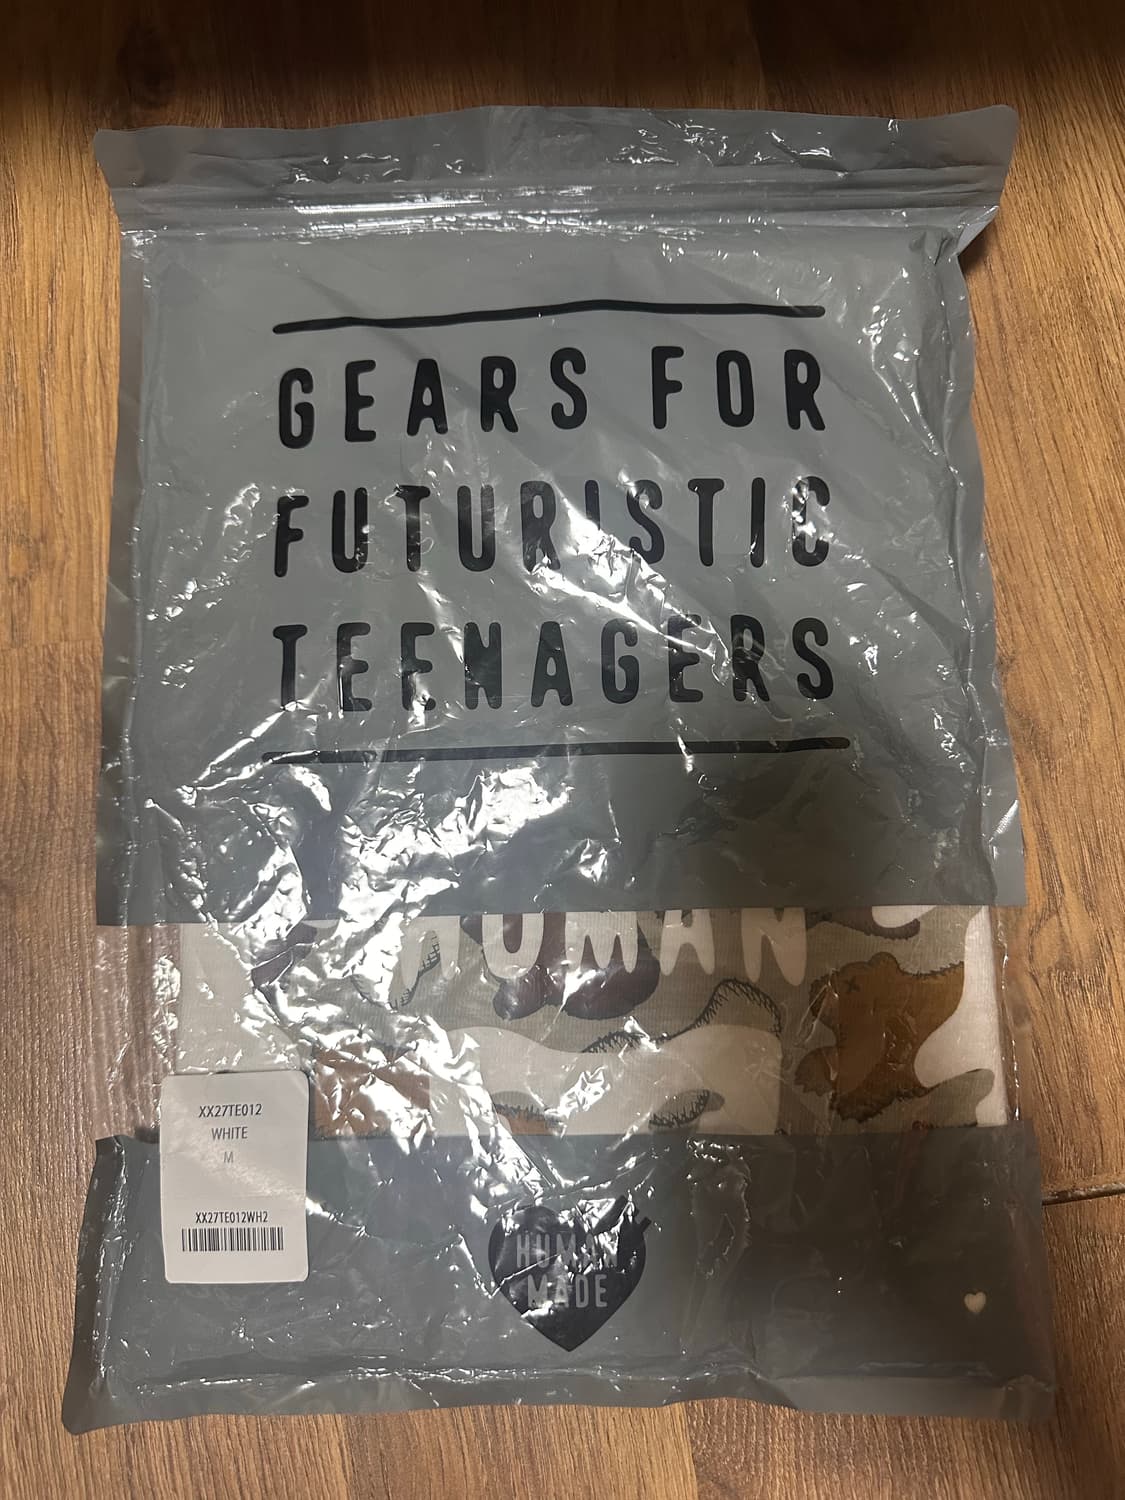 GEARS FOR
FUTURISTIC
TEENAGERS
HUMAN
XX27TE012
WHITE
M
XX27TE012WH2
HUMAN
MADE